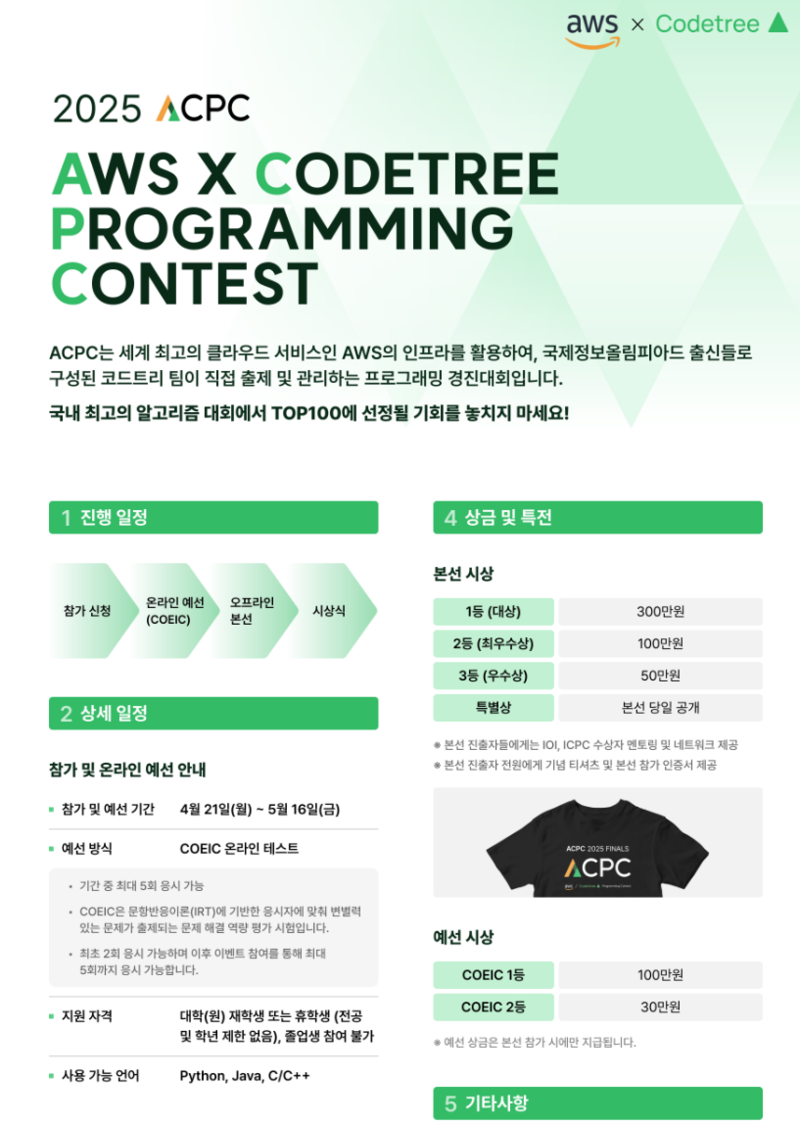 aws × Codetree
2025 ACPC
AWS X CODETREE
PROGRAMMING
CONTEST
ACPC는 세계 최고의 클라우드 서비스인 AWS의 인프라를 활용하여, 국제정보올림피아드 출신들로
구성된 코드트리 팀이 직접 출제 및 관리하는 프로그래밍 경진대회입니다.
국내 최고의 알고리즘 대회에서 TOP100에 선정될 기회를 놓치지 마세요!
1 진행 일정
참가 신청
온라인 예선
(COEIC)
오프라인
본선
시상식
2 상세 일정
참가 및 온라인 예선 안내
참가 및 예선 기간 4월 21일(월) ~ 5월 16일(금)
예선 방식 COEIC 온라인 테스트
• 기간 중 최대 5회 응시 가능
• COEIC은 문항반응이론(IRT)에 기반한 응시자에 맞춰 변별력
있는 문제가 출제되는 문제 해결 역량 평가 시험입니다.
• 최초 2회 응시 가능하며 이후 이벤트 참여를 통해 최대
5회까지 응시 가능합니다.
지원 자격 대학(원) 재학생 또는 휴학생 (전공
및 학년 제한 없음), 졸업생 참여 불가
사용 가능 언어 Python, Java, C/C++
4 상금 및 특전
본선 시상
1등 (대상) 300만원
2등 (최우수상) 100만원
3등 (우수상) 50만원
특별상 본선 당일 공개
※ 본선 진출자들에게는 IOI, ICPC 수상자 멘토링 및 네트워크 제공
※ 본선 진출자 전원에게 기념 티셔츠 및 본선 참가 인증서 제공
ACPC 2025 FINALS
ACPC
aws / Codetree Programming Contest
예선 시상
COEIC 1등 100만원
COEIC 2등 30만원
※ 예선 상금은 본선 참가 시에만 지급됩니다.
5 기타사항